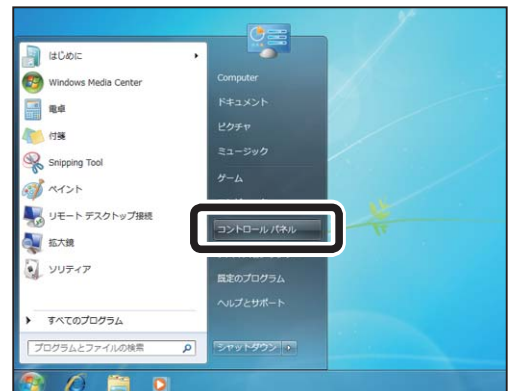 はじめに
Windows Media Center
電卓
付箋
Snipping Tool
ペイント
リモート デスクトップ接続
拡大鏡
ソリティア
すべてのプログラム
プログラムとファイルの検索
Computer
ドキュメント
ピクチャ
ミュージック
ゲーム
コントロール パネル
既定のプログラム
ヘルプとサポート
シャットダウン